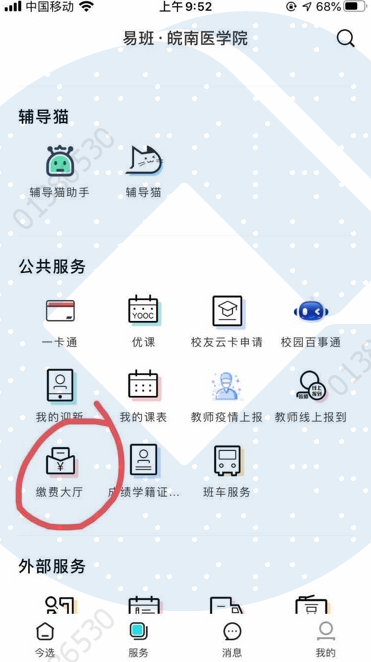 中国移动 上午9:52 68%
易班·皖南医学院
辅导猫
辅导猫助手 辅导猫
公共服务
YOOC
一卡通 优课 校友云卡申请 校园百事通
我的迎新 我的课表 教师疫情上报 教师线上报到
¥
缴费大厅 成绩学籍证... 班车服务
外部服务
今选 服务 消息 我的